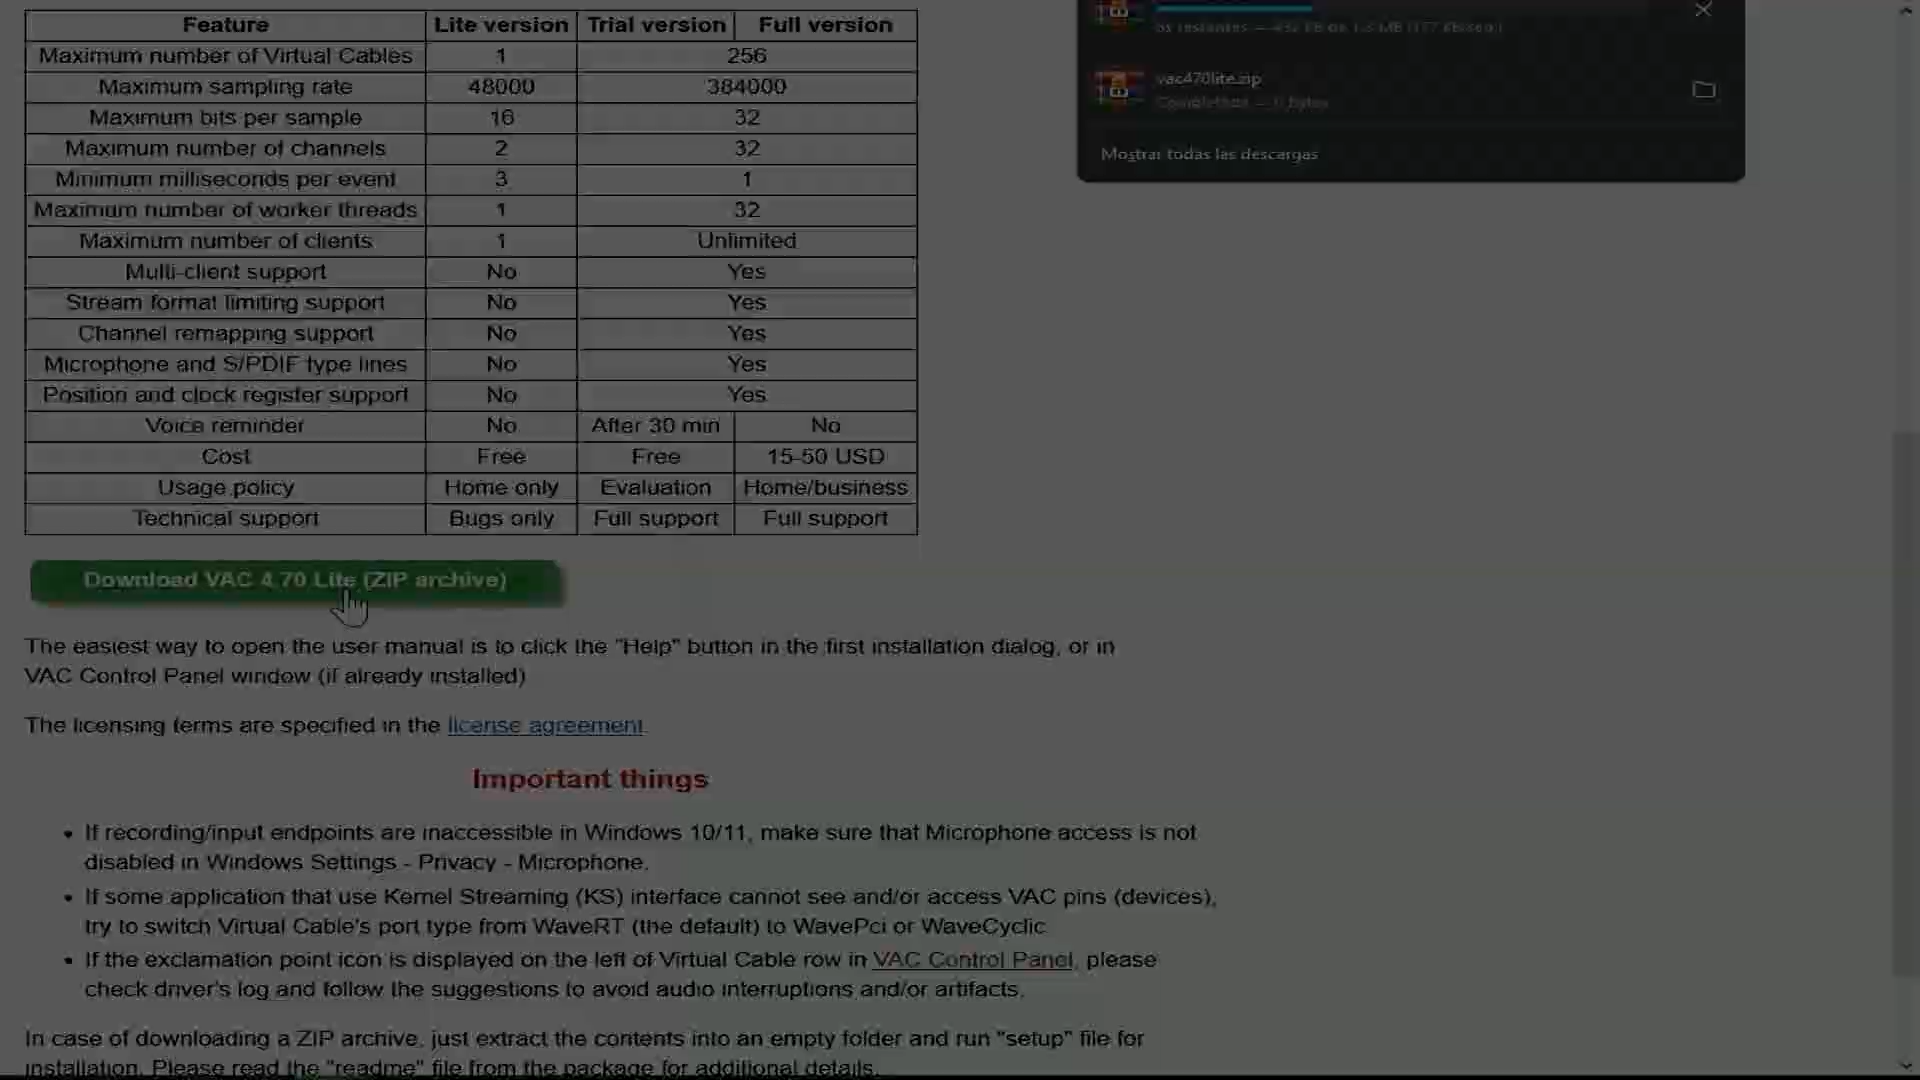 Feature Lite version Trial version Full version
Maximum number of Virtual Cables 1 256
Maximum sampling rate 48000 384000
Maximum bits per sample 16 32
Maximum number of channels 2 32
Minimum milliseconds per event 3 1
Maximum number of worker threads 1 32
Maximum number of clients 1 Unlimited
Multi-client support No Yes
Stream format limiting support No Yes
Channel remapping support No Yes
Microphone and S/PDIF type lines No Yes
Position and clock register support No Yes
Voice reminder No After 30 min No
Cost Free Free 15-50 USD
Usage policy Home only Evaluation Home/business
Technical support Bugs only Full support Full support
vac470lite.zip
Completado — 0 bytes
Mostrar todas las descargas
Download VAC 4.70 Lite (ZIP archive)
The easiest way to open the user manual is to click the "Help" button in the first installation dialog, or in
VAC Control Panel window (if already installed)
The licensing terms are specified in the license agreement.
Important things
• If recording/input endpoints are inaccessible in Windows 10/11, make sure that Microphone access is not
disabled in Windows Settings - Privacy - Microphone.
• If some application that use Kernel Streaming (KS) interface cannot see and/or access VAC pins (devices),
try to switch Virtual Cable's port type from WaveRT (the default) to WavePci or WaveCyclic
• If the exclamation point icon is displayed on the left of Virtual Cable row in VAC Control Panel, please
check driver's log and follow the suggestions to avoid audio interruptions and/or artifacts.
In case of downloading a ZIP archive, just extract the contents into an empty folder and run "setup" file for
installation. Please read the "readme" file from the package for additional details.